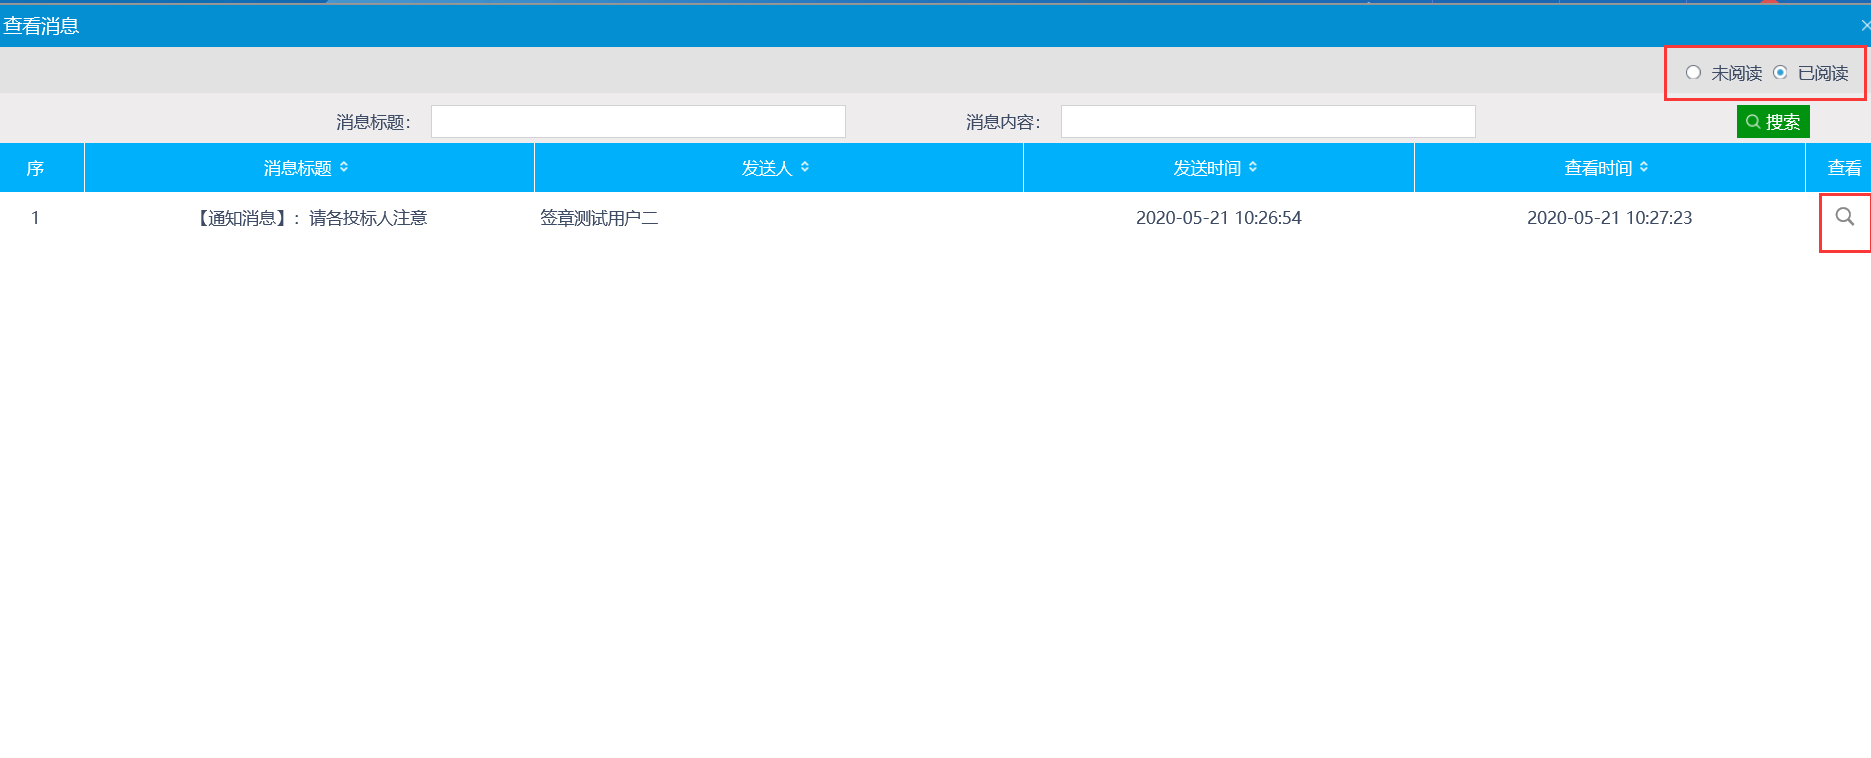 查看消息
未阅读 已阅读
消息标题： 消息内容： 搜索
序 消息标题 发送人 发送时间 查看时间 查看
1 【通知消息】：请各投标人注意 签章测试用户二 2020-05-21 10:26:54 2020-05-21 10:27:23